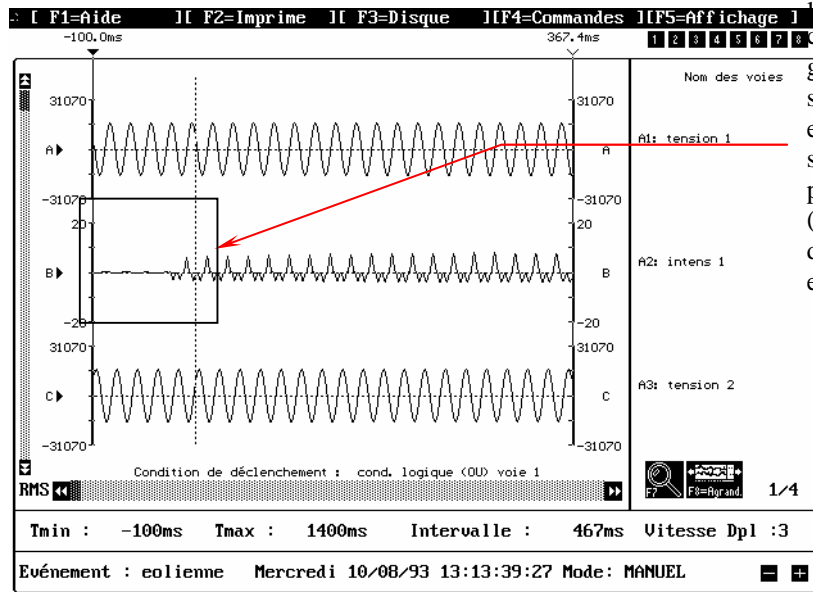 [ F1=Aide ][ F2=Imprime ][ F3=Disque ][F4=Commandes ][F5=Affichage ]
-100.0ms 367.4ms 1 2 3 4 5 6 7 8
Nom des voies
31070 31070
A A A1: tension 1
-31070 -31070
20 20
B B A2: intens 1
-20 -20
31070 31070
C C A3: tension 2
-31070 -31070
Condition de déclenchement : cond. logique (OU) voie 1
RMS F7 F8=Agrand. 1/4
Tmin : -100ms Tmax : 1400ms Intervalle : 467ms Vitesse Dpl :3
Evénement : eolienne Mercredi 10/08/93 13:13:39:27 Mode: MANUEL - +